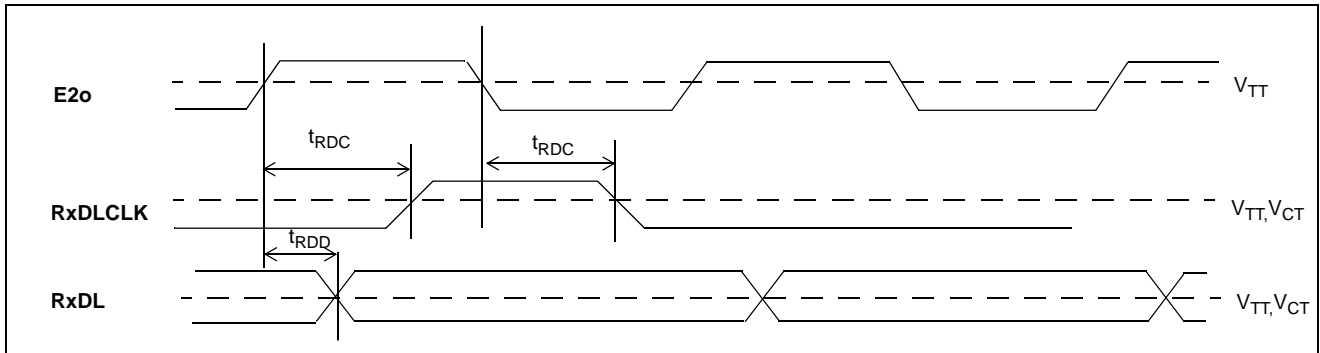 E2o
V_TT
t_RDC
t_RDC
RxDLCLK
V_TT,V_CT
t_RDD
RxDL
V_TT,V_CT